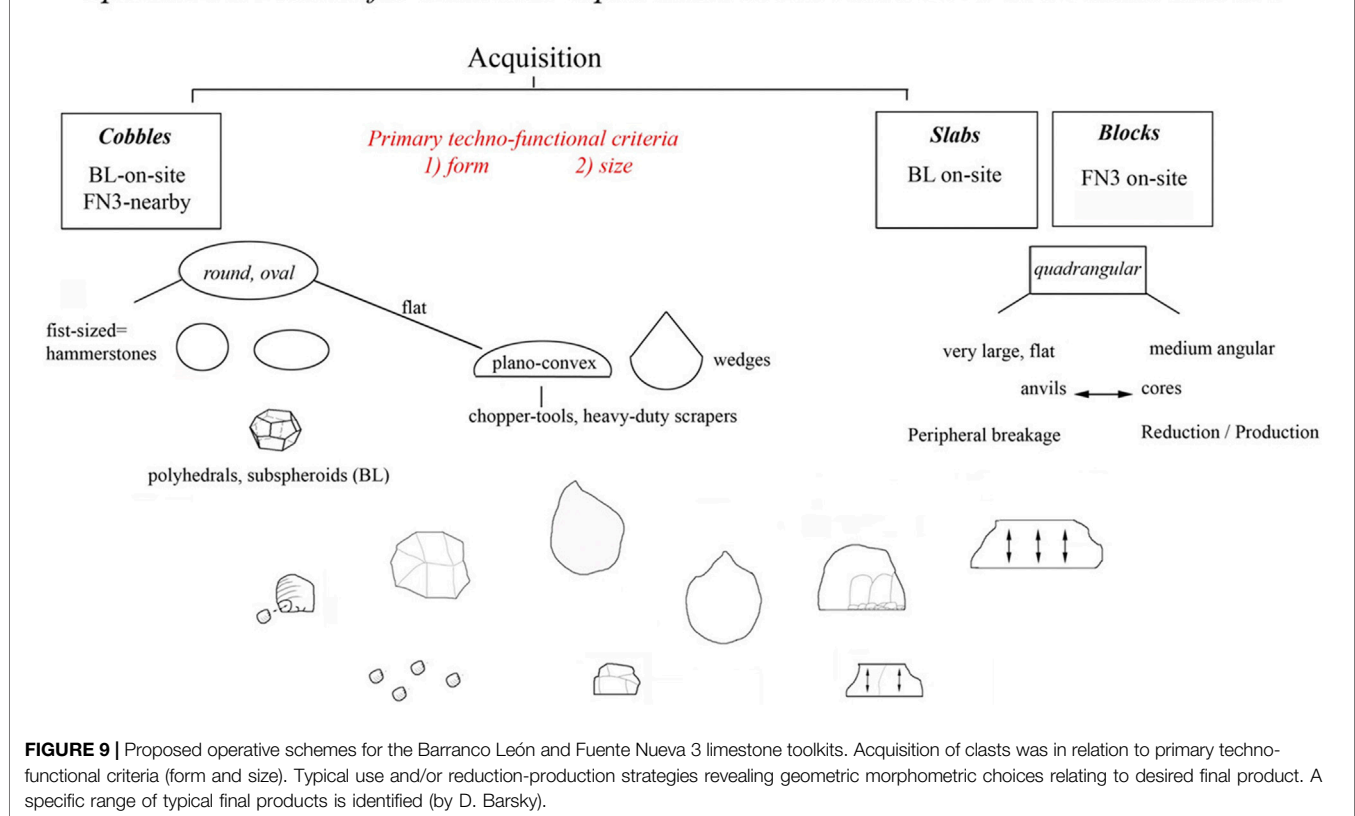 Acquisition
Cobbles
BL-on-site
FN3-nearby
Primary techno-functional criteria
1) form 2) size
Slabs
BL on-site
Blocks
FN3 on-site
round, oval
quadrangular
flat
fist-sized=
hammerstones
plano-convex
wedges
chopper-tools, heavy-duty scrapers
very large, flat
medium angular
anvils
cores
Peripheral breakage
Reduction / Production
polyhedrals, subspheroids (BL)
FIGURE 9 | Proposed operative schemes for the Barranco León and Fuente Nueva 3 limestone toolkits. Acquisition of clasts was in relation to primary techno-
functional criteria (form and size). Typical use and/or reduction-production strategies revealing geometric morphometric choices relating to desired final product. A
specific range of typical final products is identified (by D. Barsky).